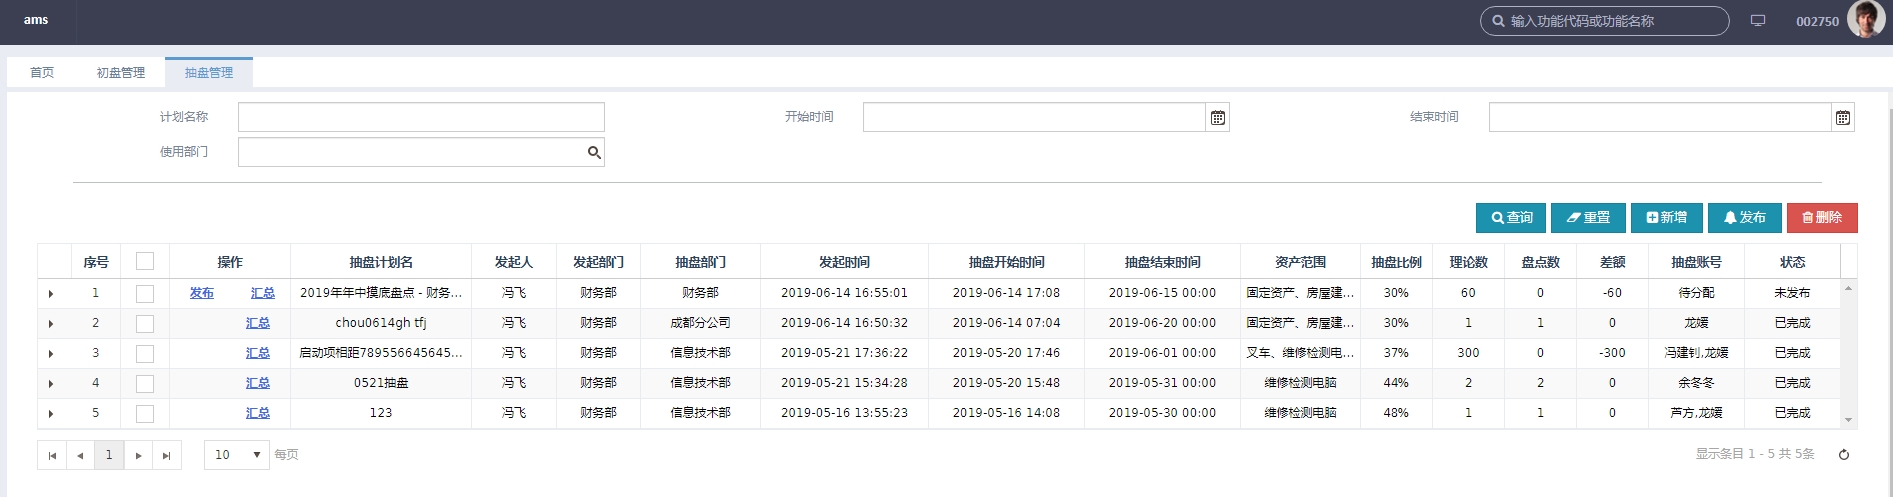 ams 输入功能代码或功能名称 002750
首页 初盘管理 抽盘管理
计划名称 开始时间 结束时间
使用部门
查询 重置 新增 发布 删除
序号 操作 抽盘计划名 发起人 发起部门 抽盘部门 发起时间 抽盘开始时间 抽盘结束时间 资产范围 抽盘比例 理论数 盘点数 差额 抽盘账号 状态
1 发布 汇总 2019年年中摸底盘点 - 财务... 冯飞 财务部 财务部 2019-06-14 16:55:01 2019-06-14 17:08 2019-06-15 00:00 固定资产、房屋建... 30% 60 0 -60 待分配 未发布
2 汇总 chou0614gh tfj 冯飞 财务部 成都分公司 2019-06-14 16:50:32 2019-06-14 07:04 2019-06-20 00:00 固定资产、房屋建... 30% 1 1 0 龙媛 已完成
3 汇总 启动项相距789556645645... 冯飞 财务部 信息技术部 2019-05-21 17:36:22 2019-05-20 17:46 2019-06-01 00:00 叉车、维修检测电... 37% 300 0 -300 冯建钊,龙媛 已完成
4 汇总 0521抽盘 冯飞 财务部 信息技术部 2019-05-21 15:34:28 2019-05-20 15:48 2019-05-31 00:00 维修检测电脑 44% 2 2 0 余冬冬 已完成
5 汇总 123 冯飞 财务部 信息技术部 2019-05-16 13:55:23 2019-05-16 14:08 2019-05-30 00:00 维修检测电脑 48% 1 1 0 芦方,龙媛 已完成
1 10 每页 显示条目 1 - 5 共 5条